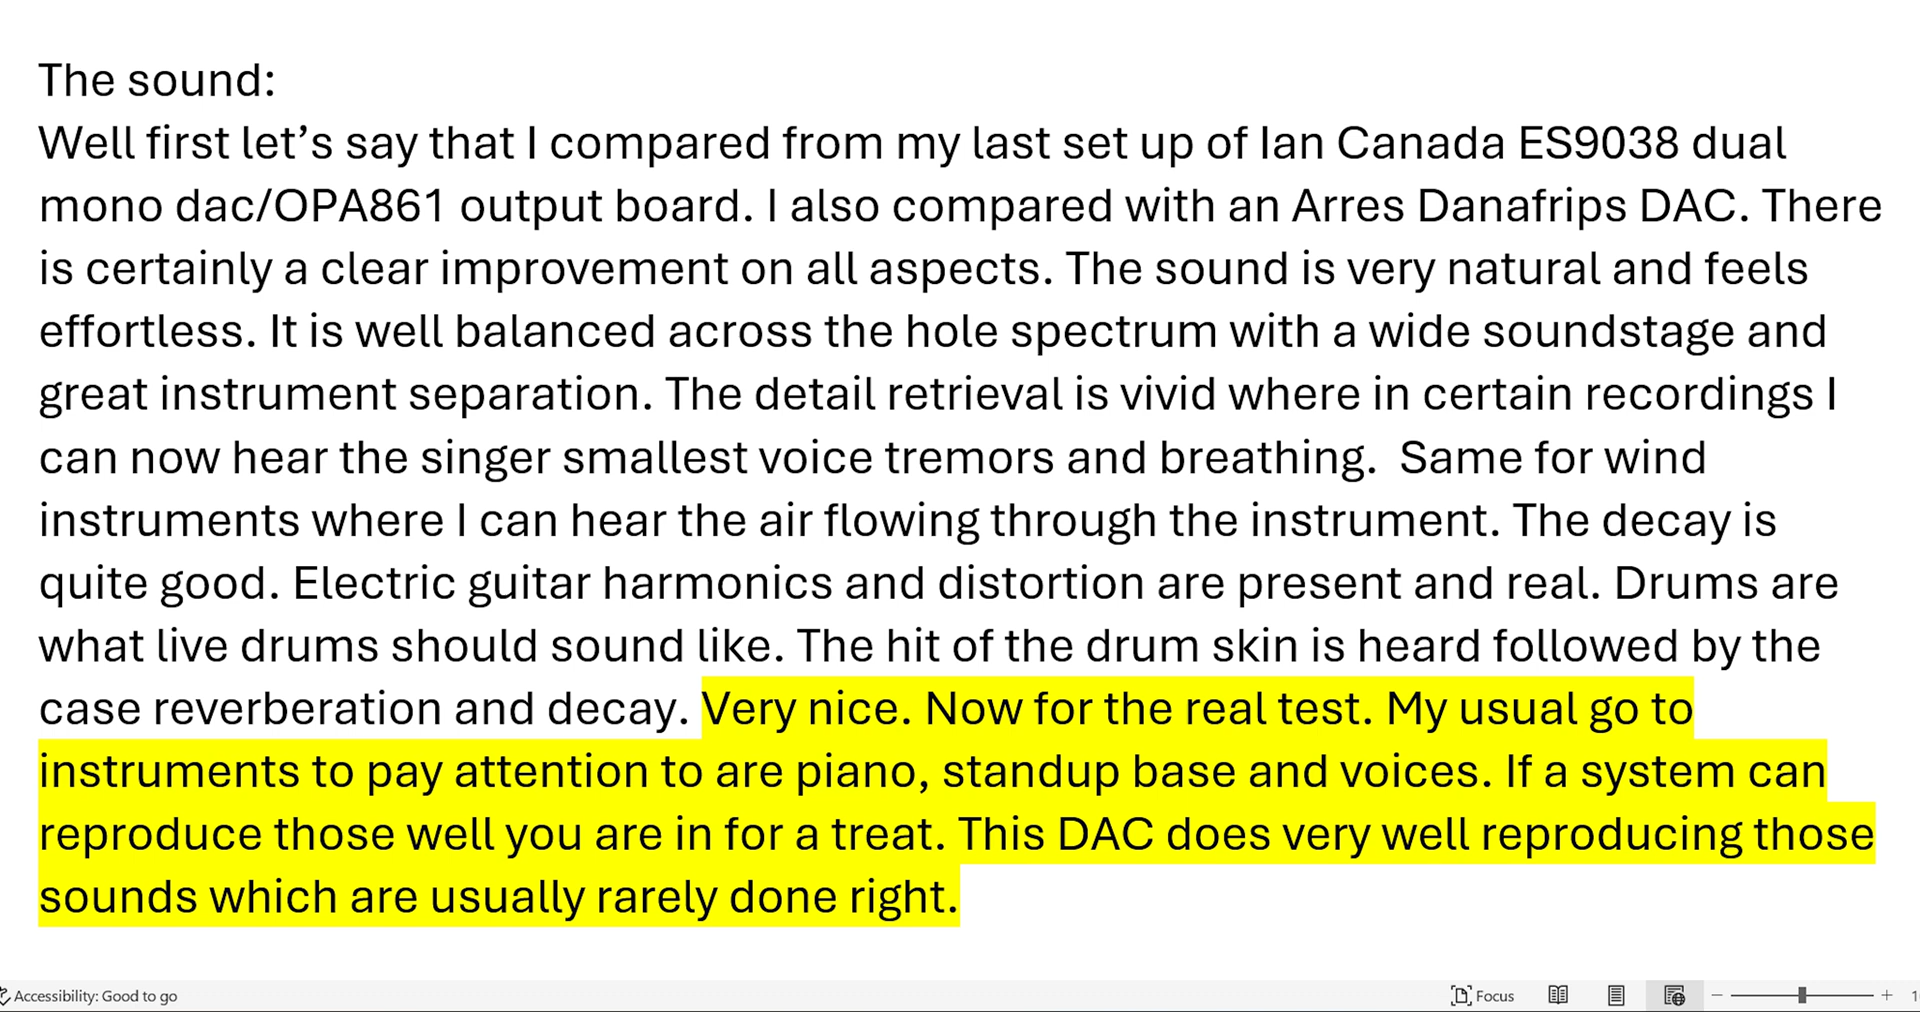 The sound:
Well first let’s say that I compared from my last set up of Ian Canada ES9038 dual
mono dac/OPA861 output board. I also compared with an Arres Danafrips DAC. There
is certainly a clear improvement on all aspects. The sound is very natural and feels
effortless. It is well balanced across the hole spectrum with a wide soundstage and
great instrument separation. The detail retrieval is vivid where in certain recordings I
can now hear the singer smallest voice tremors and breathing.  Same for wind
instruments where I can hear the air flowing through the instrument. The decay is
quite good. Electric guitar harmonics and distortion are present and real. Drums are
what live drums should sound like. The hit of the drum skin is heard followed by the
case reverberation and decay. Very nice. Now for the real test. My usual go to
instruments to pay attention to are piano, standup base and voices. If a system can
reproduce those well you are in for a treat. This DAC does very well reproducing those
sounds which are usually rarely done right.
Accessibility: Good to go
Focus